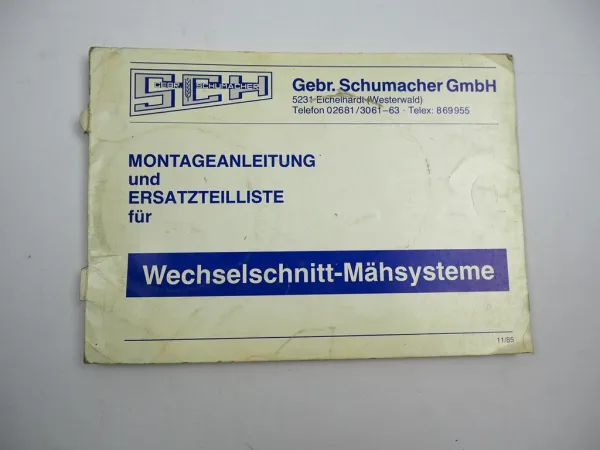 SCH
GEBR. SCHUMACHER
Gebr. Schumacher GmbH
5231 Eichelhardt (Westerwald)
Telefon 02681/3061–63 · Telex: 869955
MONTAGEANLEITUNG
und
ERSATZTEILLISTE
für
Wechselschnitt-Mähsysteme
11/85